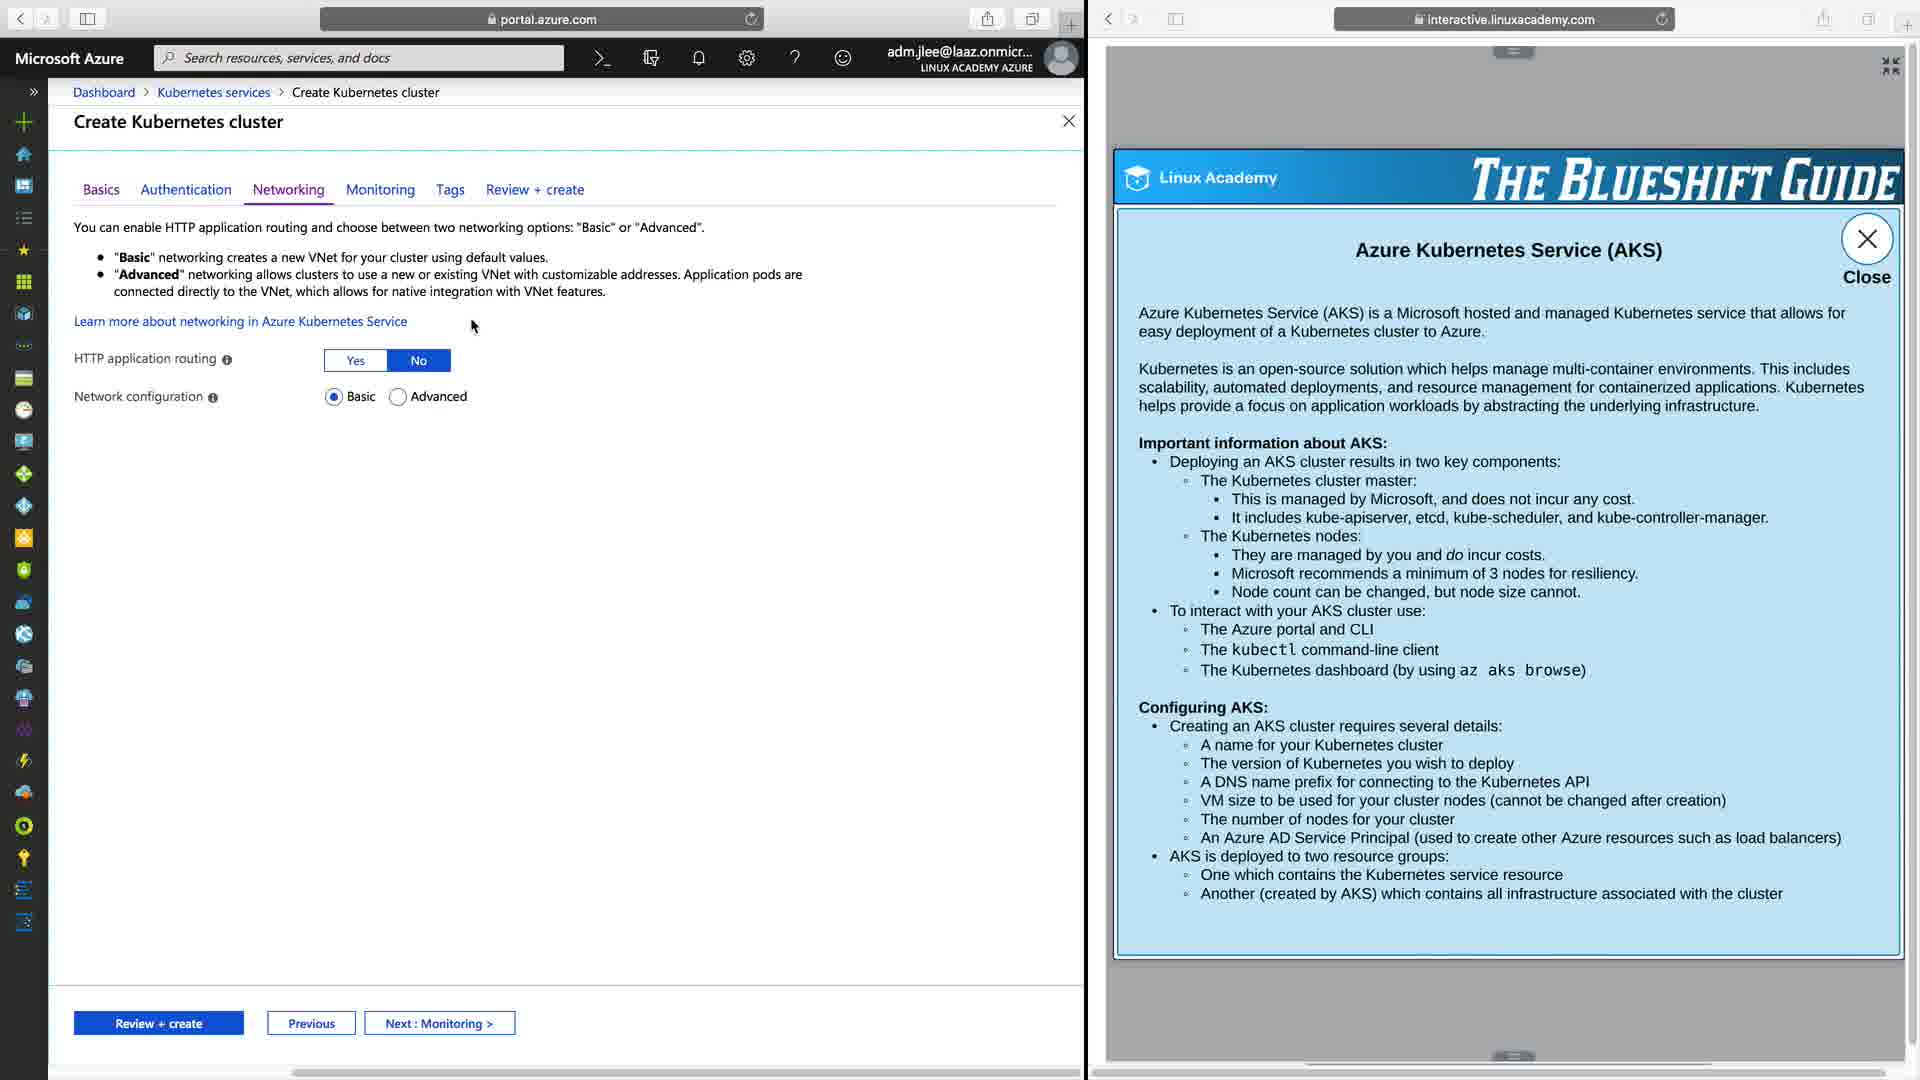 portal.azure.com
Microsoft Azure
Search resources, services, and docs
adm.jlee@laaz.onmicr...
LINUX ACADEMY AZURE
Dashboard > Kubernetes services > Create Kubernetes cluster
Create Kubernetes cluster
Basics Authentication Networking Monitoring Tags Review + create
You can enable HTTP application routing and choose between two networking options: "Basic" or "Advanced".
• "Basic" networking creates a new VNet for your cluster using default values.
• "Advanced" networking allows clusters to use a new or existing VNet with customizable addresses. Application pods are
connected directly to the VNet, which allows for native integration with VNet features.
Learn more about networking in Azure Kubernetes Service
HTTP application routing Yes No
Network configuration Basic Advanced
Review + create Previous Next : Monitoring >
interactive.linuxacademy.com
Linux Academy
THE BLUESHIFT GUIDE
Azure Kubernetes Service (AKS)
Close
Azure Kubernetes Service (AKS) is a Microsoft hosted and managed Kubernetes service that allows for
easy deployment of a Kubernetes cluster to Azure.
Kubernetes is an open-source solution which helps manage multi-container environments. This includes
scalability, automated deployments, and resource management for containerized applications. Kubernetes
helps provide a focus on application workloads by abstracting the underlying infrastructure.
Important information about AKS:
• Deploying an AKS cluster results in two key components:
◦ The Kubernetes cluster master:
▪ This is managed by Microsoft, and does not incur any cost.
▪ It includes kube-apiserver, etcd, kube-scheduler, and kube-controller-manager.
◦ The Kubernetes nodes:
▪ They are managed by you and do incur costs.
▪ Microsoft recommends a minimum of 3 nodes for resiliency.
▪ Node count can be changed, but node size cannot.
• To interact with your AKS cluster use:
◦ The Azure portal and CLI
◦ The kubectl command-line client
◦ The Kubernetes dashboard (by using az aks browse)
Configuring AKS:
• Creating an AKS cluster requires several details:
◦ A name for your Kubernetes cluster
◦ The version of Kubernetes you wish to deploy
◦ A DNS name prefix for connecting to the Kubernetes API
◦ VM size to be used for your cluster nodes (cannot be changed after creation)
◦ The number of nodes for your cluster
◦ An Azure AD Service Principal (used to create other Azure resources such as load balancers)
• AKS is deployed to two resource groups:
◦ One which contains the Kubernetes service resource
◦ Another (created by AKS) which contains all infrastructure associated with the cluster